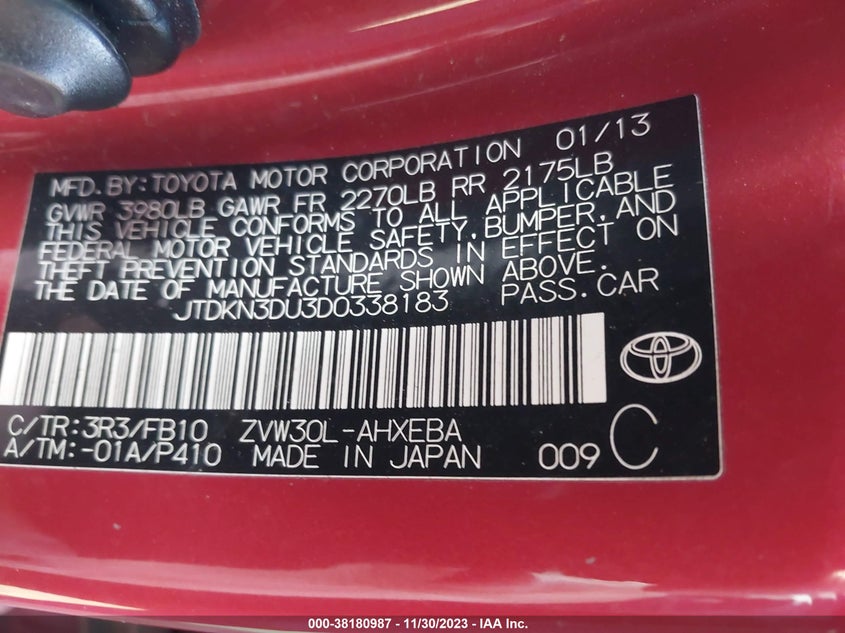 MFD. BY: TOYOTA MOTOR CORPORATION 01/13
GVWR 3980LB GAWR FR 2270LB RR 2175LB
THIS VEHICLE CONFORMS TO ALL APPLICABLE
FEDERAL MOTOR VEHICLE SAFETY, BUMPER, AND
THEFT PREVENTION STANDARDS IN EFFECT ON
THE DATE OF MANUFACTURE SHOWN ABOVE.
JTDKN3DU3D0338183 PASS. CAR
C/TR: 3R3/FB10 ZVW30L-AHXEBA
A/TM: -01A/P410 MADE IN JAPAN 009 C
000-38180987 - 11/30/2023 - IAA Inc.